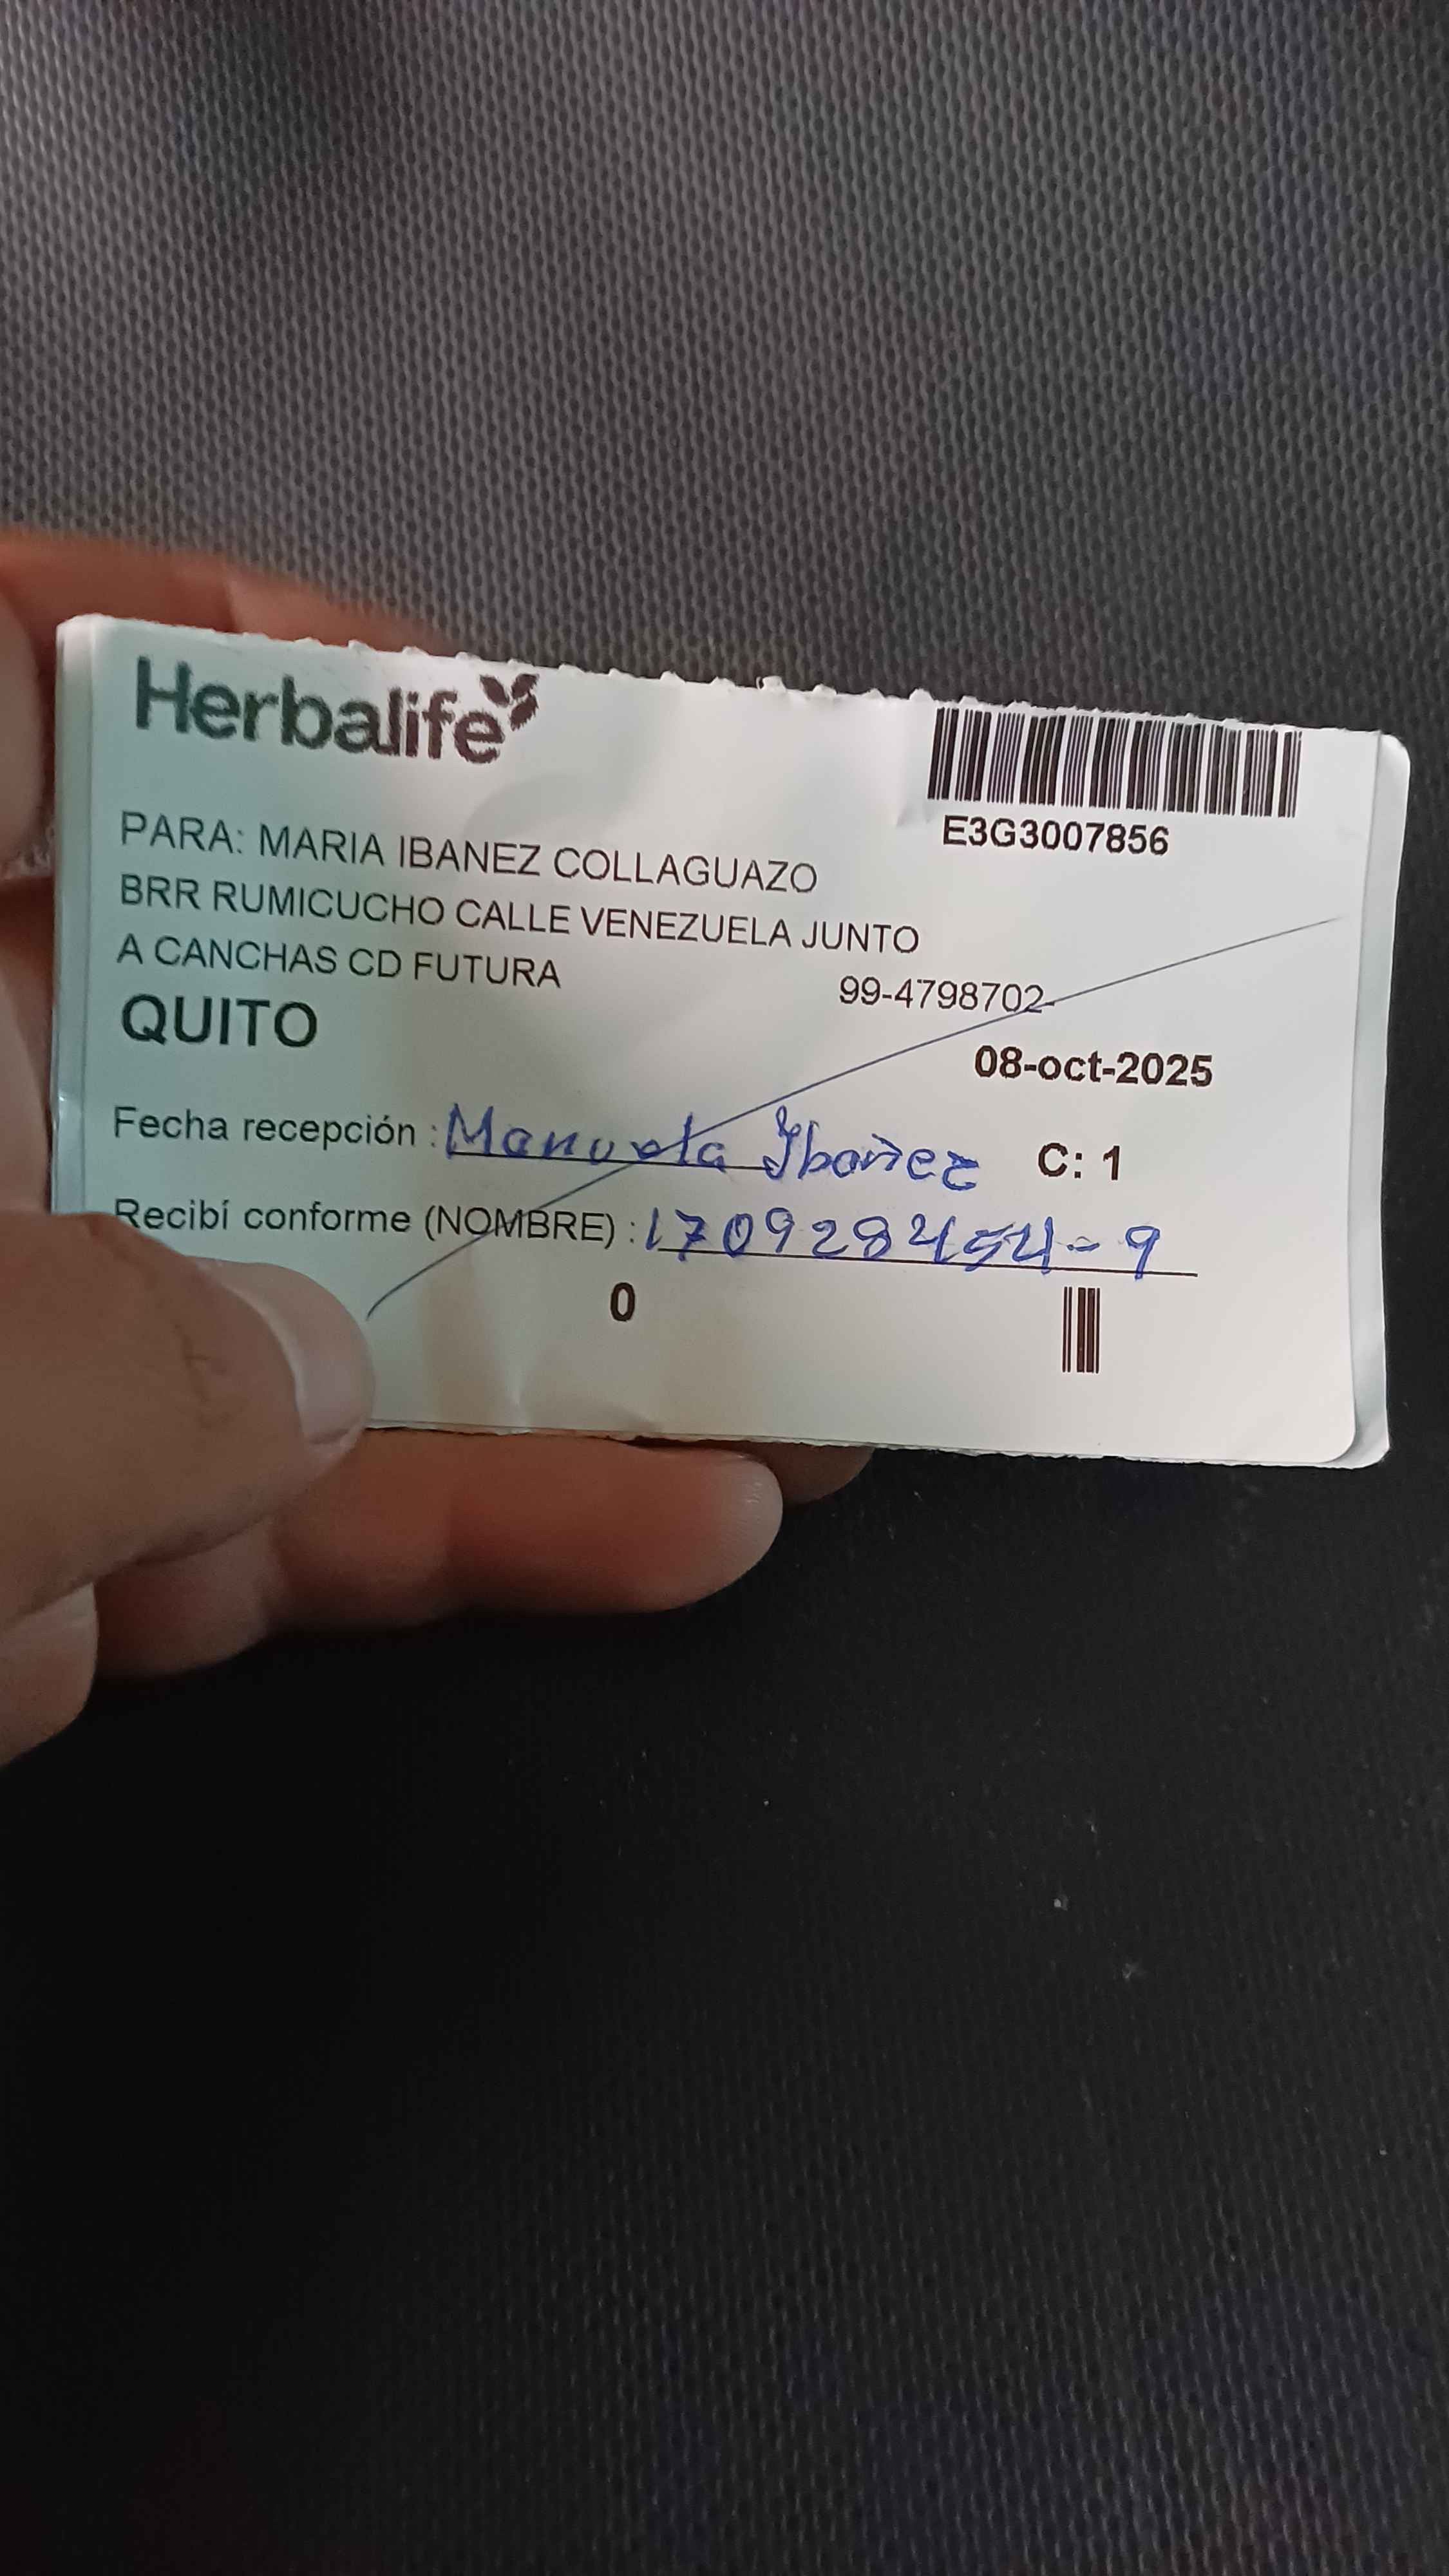 Herbalife
E3G3007856
PARA: MARIA IBANEZ COLLAGUAZO
BRR RUMICUCHO CALLE VENEZUELA JUNTO
A CANCHAS CD FUTURA
99-4798702-
QUITO
08-oct-2025
Fecha recepción : Manuela Ibañez C: 1
Recibí conforme (NOMBRE) : 170928454-9
0